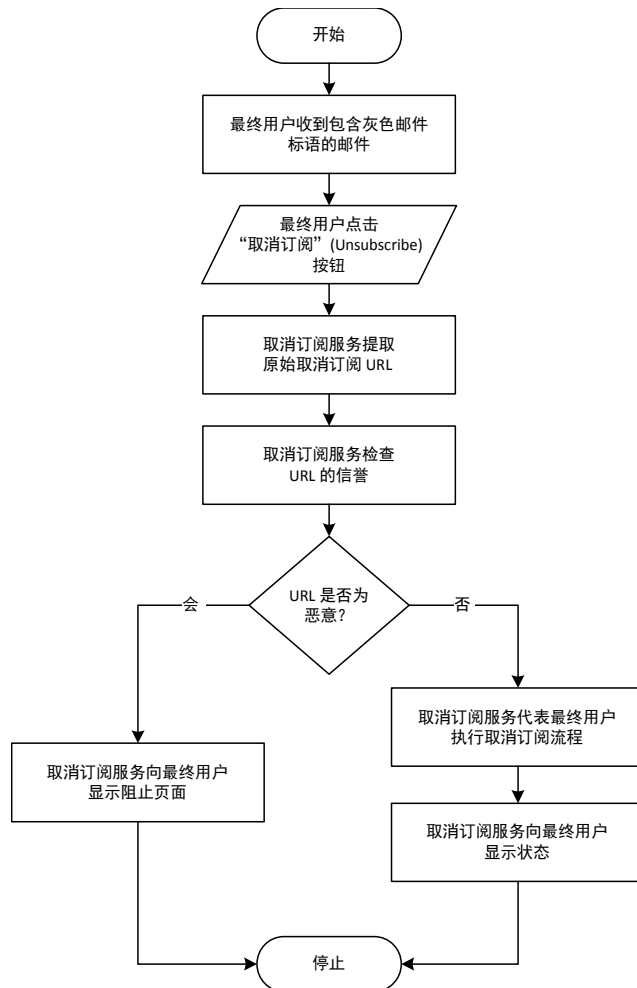 开始
最终用户收到包含灰色邮件
标语的邮件
最终用户点击
“取消订阅”(Unsubscribe)
按钮
取消订阅服务提取
原始取消订阅 URL
取消订阅服务检查
URL 的信誉
URL 是否为
恶意？
会
否
取消订阅服务代表最终用户
执行取消订阅流程
取消订阅服务向最终用户
显示阻止页面
取消订阅服务向最终用户
显示状态
停止